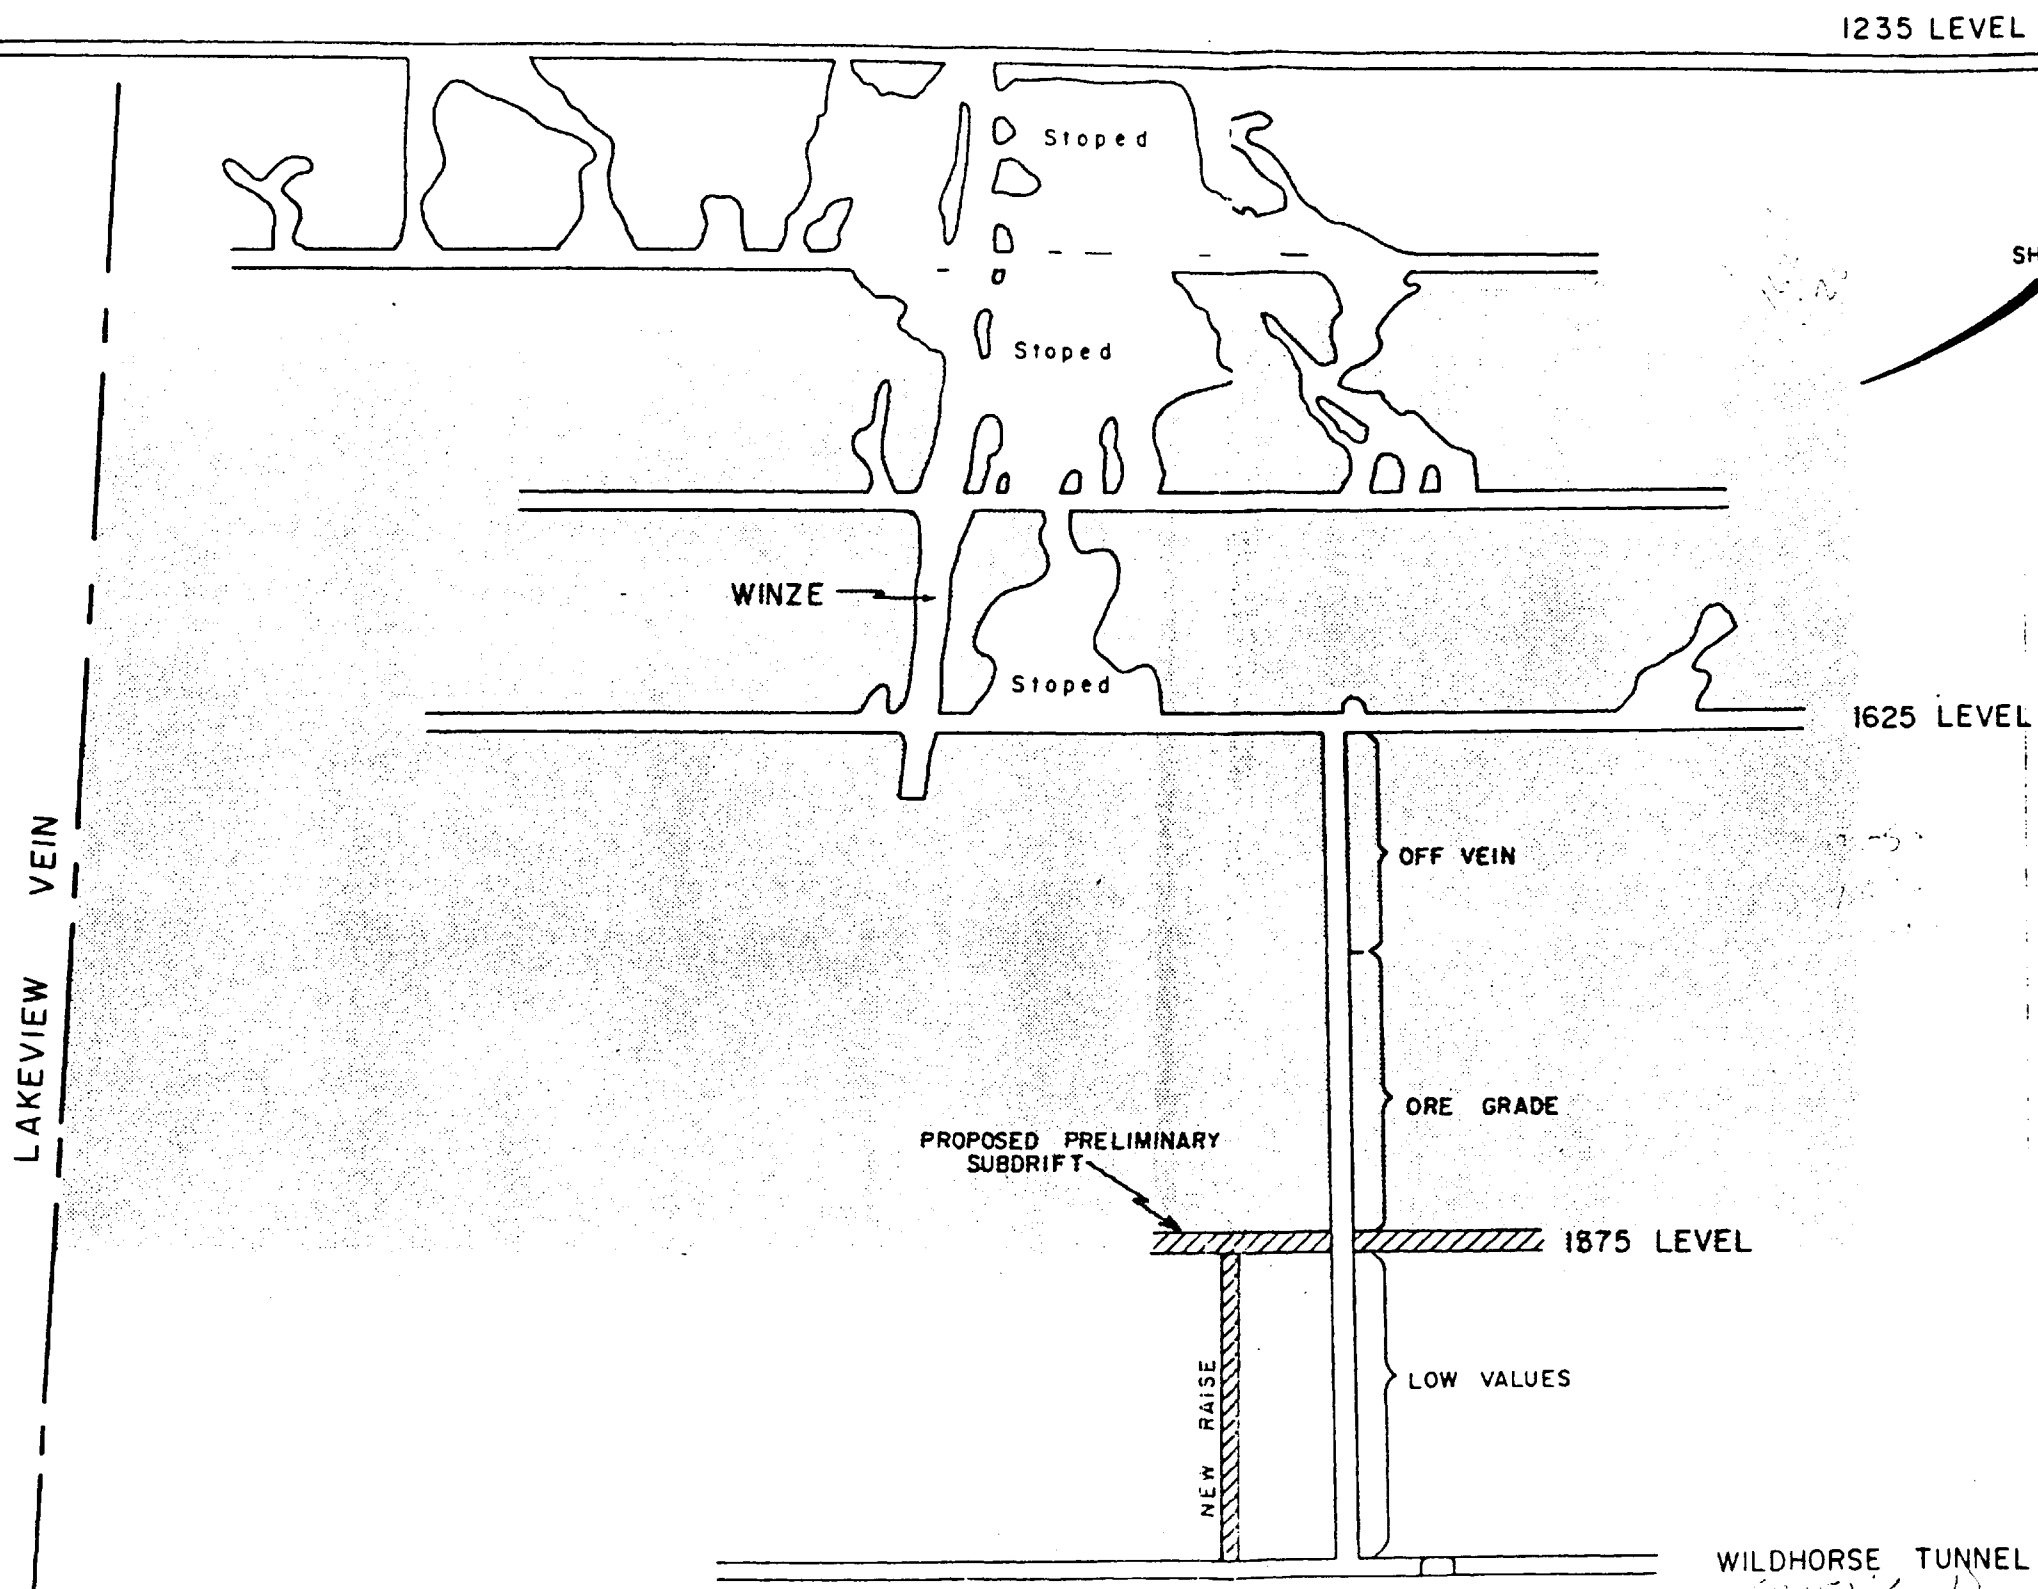 1235 LEVEL
Stoped
SH
Stoped
WINZE
Stoped
1625 LEVEL
OFF VEIN
LAKEVIEW VEIN
ORE GRADE
PROPOSED PRELIMINARY
SUBDRIFT
1875 LEVEL
NEW RAISE
LOW VALUES
WILDHORSE TUNNEL